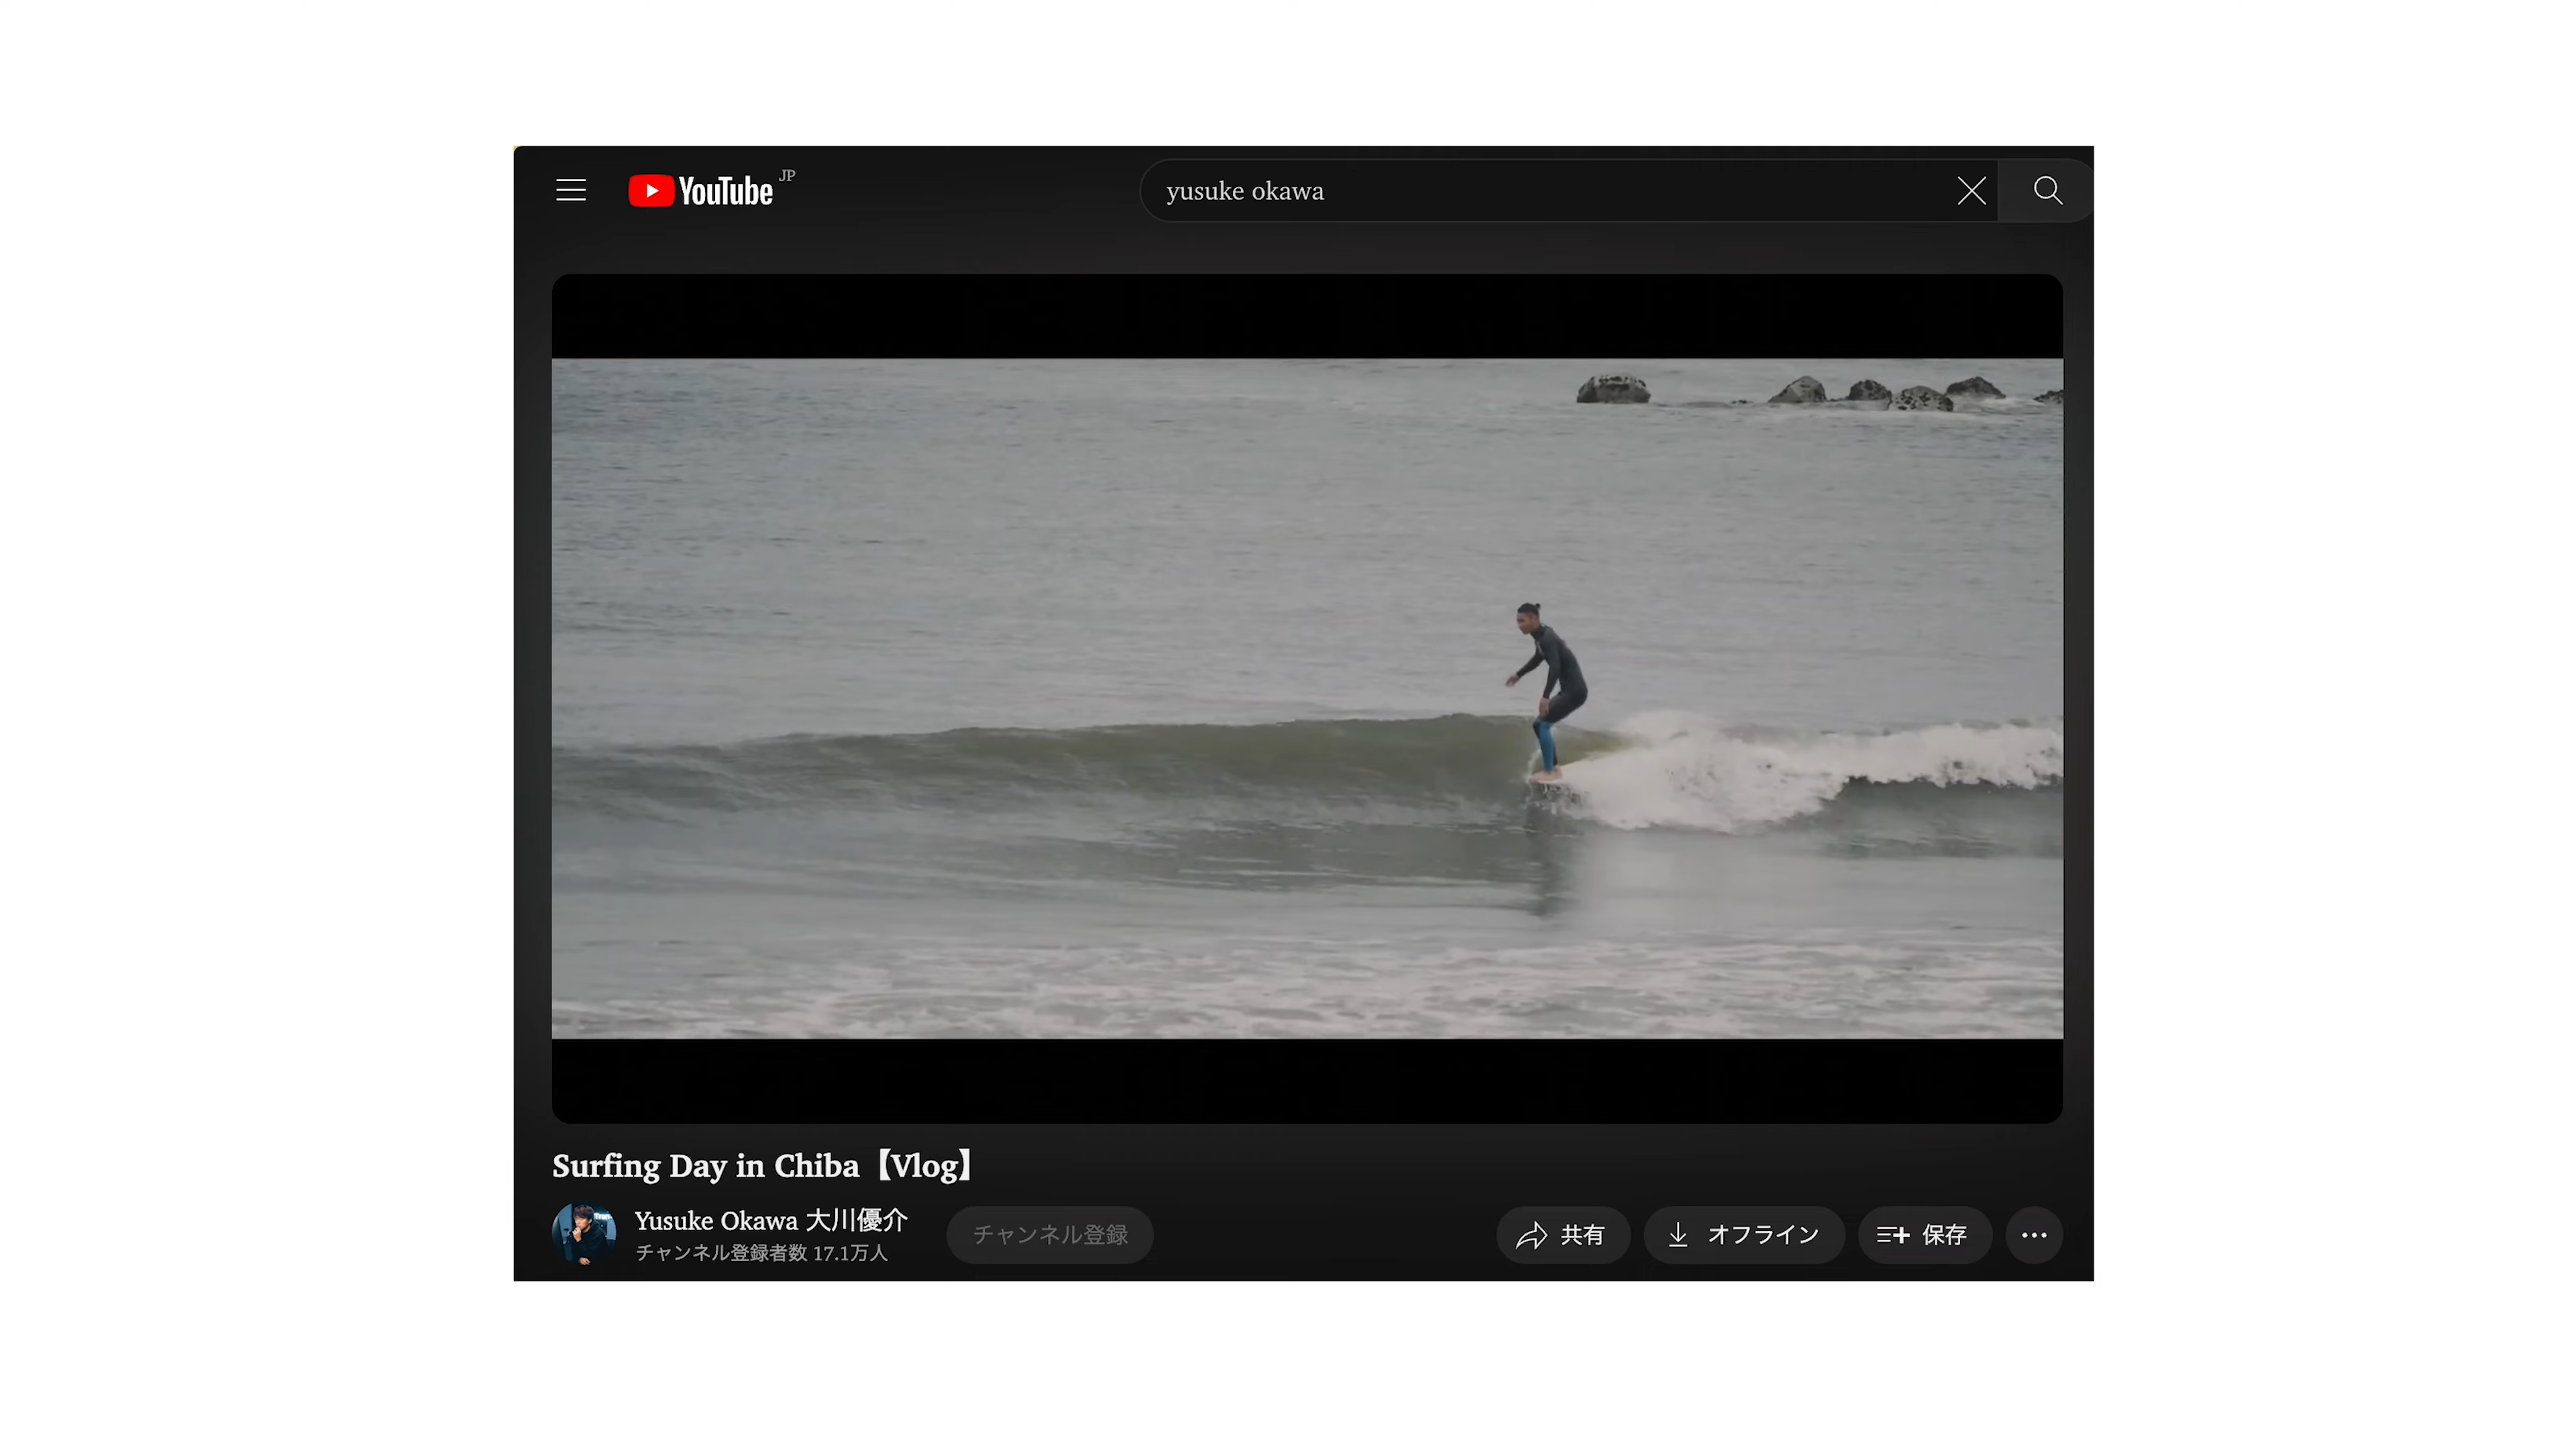 YouTube JP
yusuke okawa
Surfing Day in Chiba【Vlog】
Yusuke Okawa 大川優介
チャンネル登録者数 17.1万人
チャンネル登録
共有
オフライン
保存